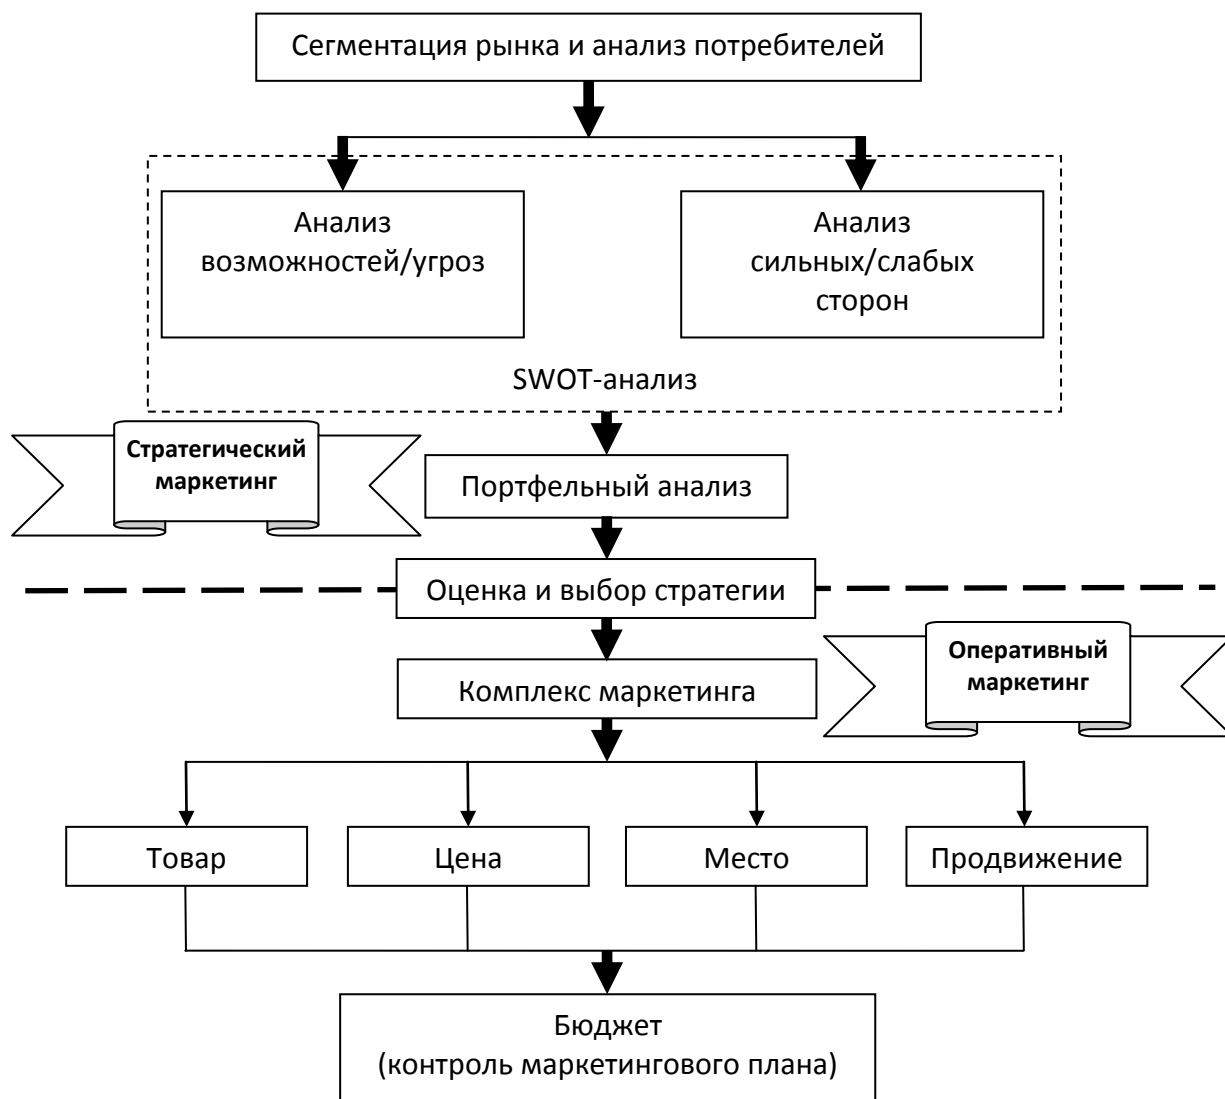 Сегментация рынка и анализ потребителей
Анализ
возможностей/угроз
Анализ
сильных/слабых
сторон
SWOT-анализ
Стратегический
маркетинг
Портфельный анализ
Оценка и выбор стратегии
Оперативный
маркетинг
Комплекс маркетинга
Товар
Цена
Место
Продвижение
Бюджет
(контроль маркетингового плана)